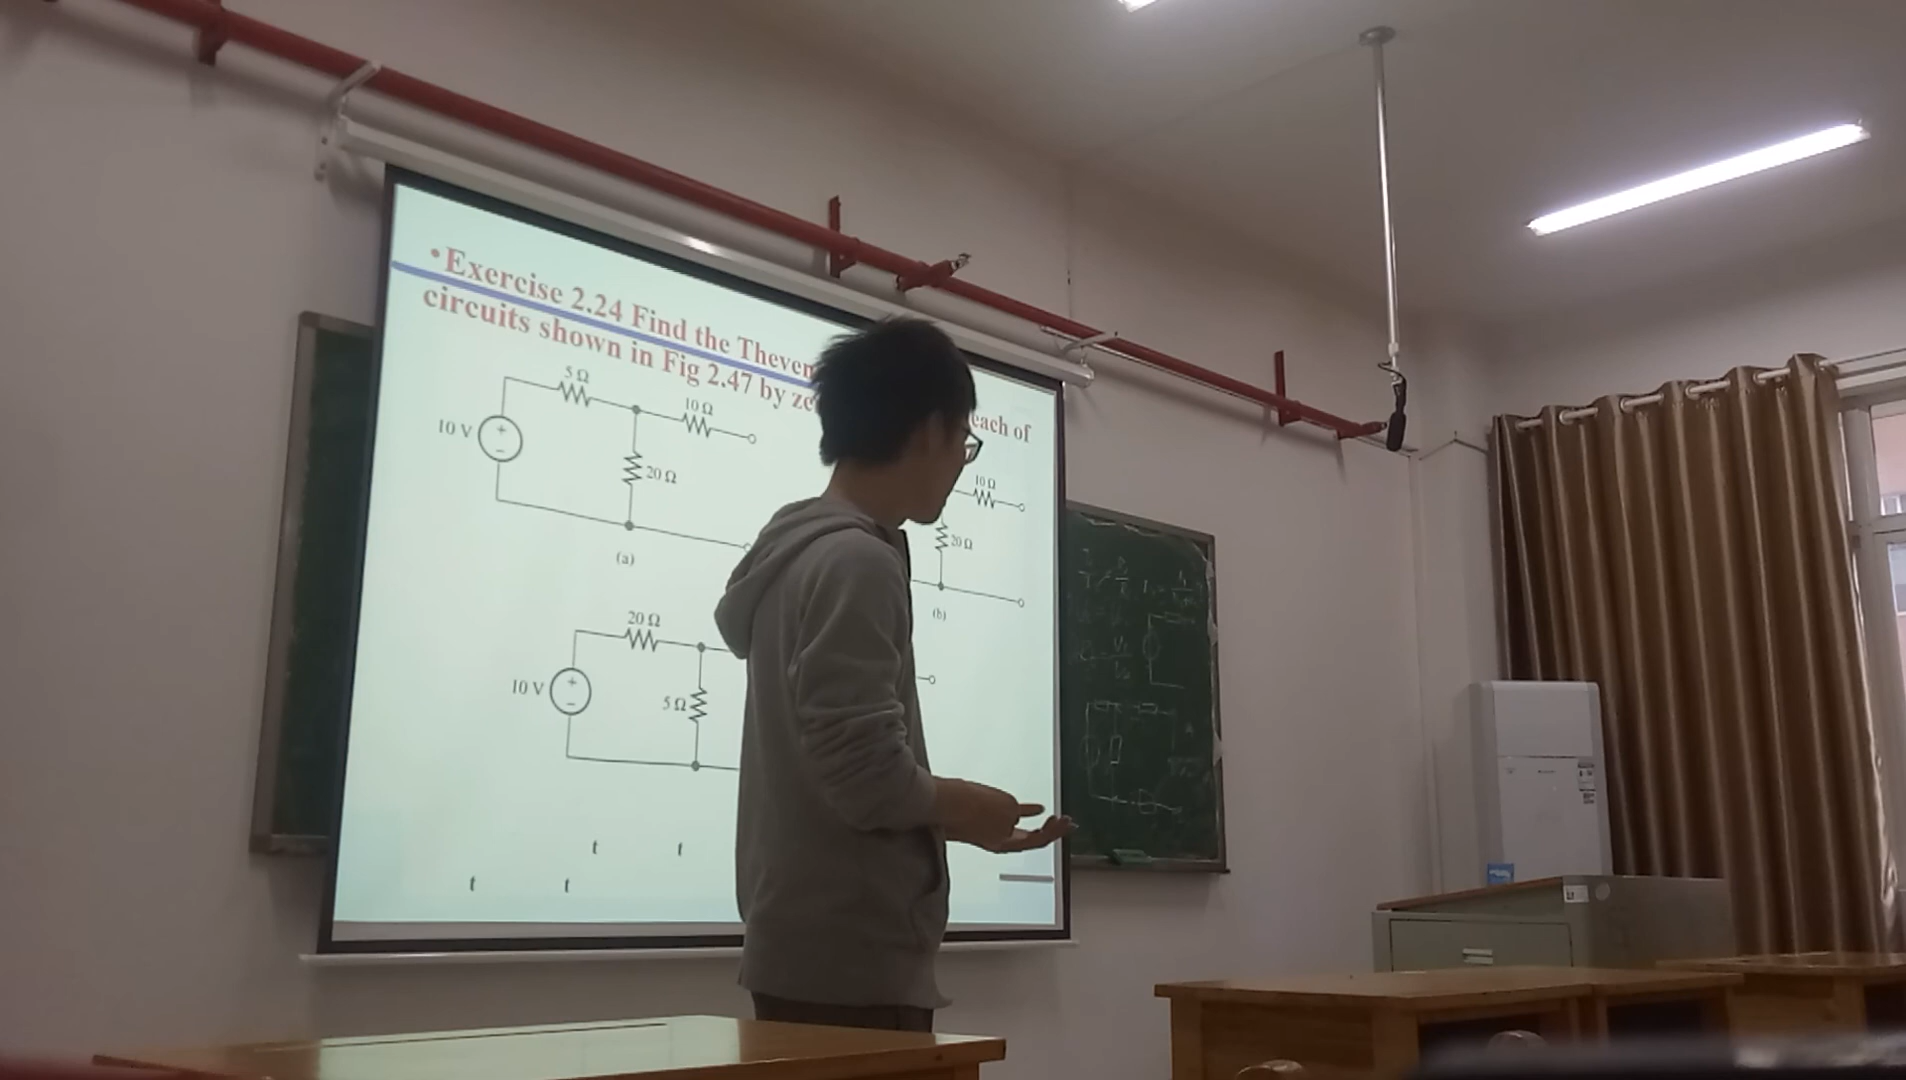 •Exercise 2.24 Find the Theven
circuits shown in Fig 2.47 by ze
each of
5 Ω
10 Ω
10 V
+
−
20 Ω
(a)
10 Ω
20 Ω
(b)
20 Ω
10 V
+
−
5 Ω
t t
t t